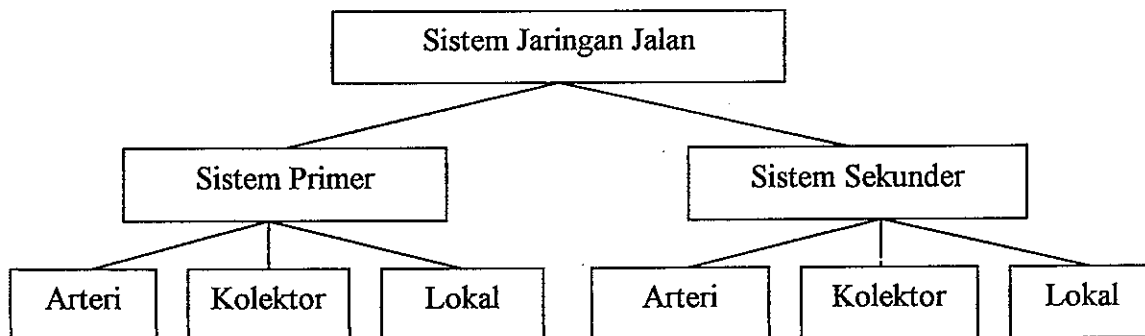 Sistem Jaringan Jalan
Sistem Primer
Sistem Sekunder
Arteri
Kolektor
Lokal
Arteri
Kolektor
Lokal